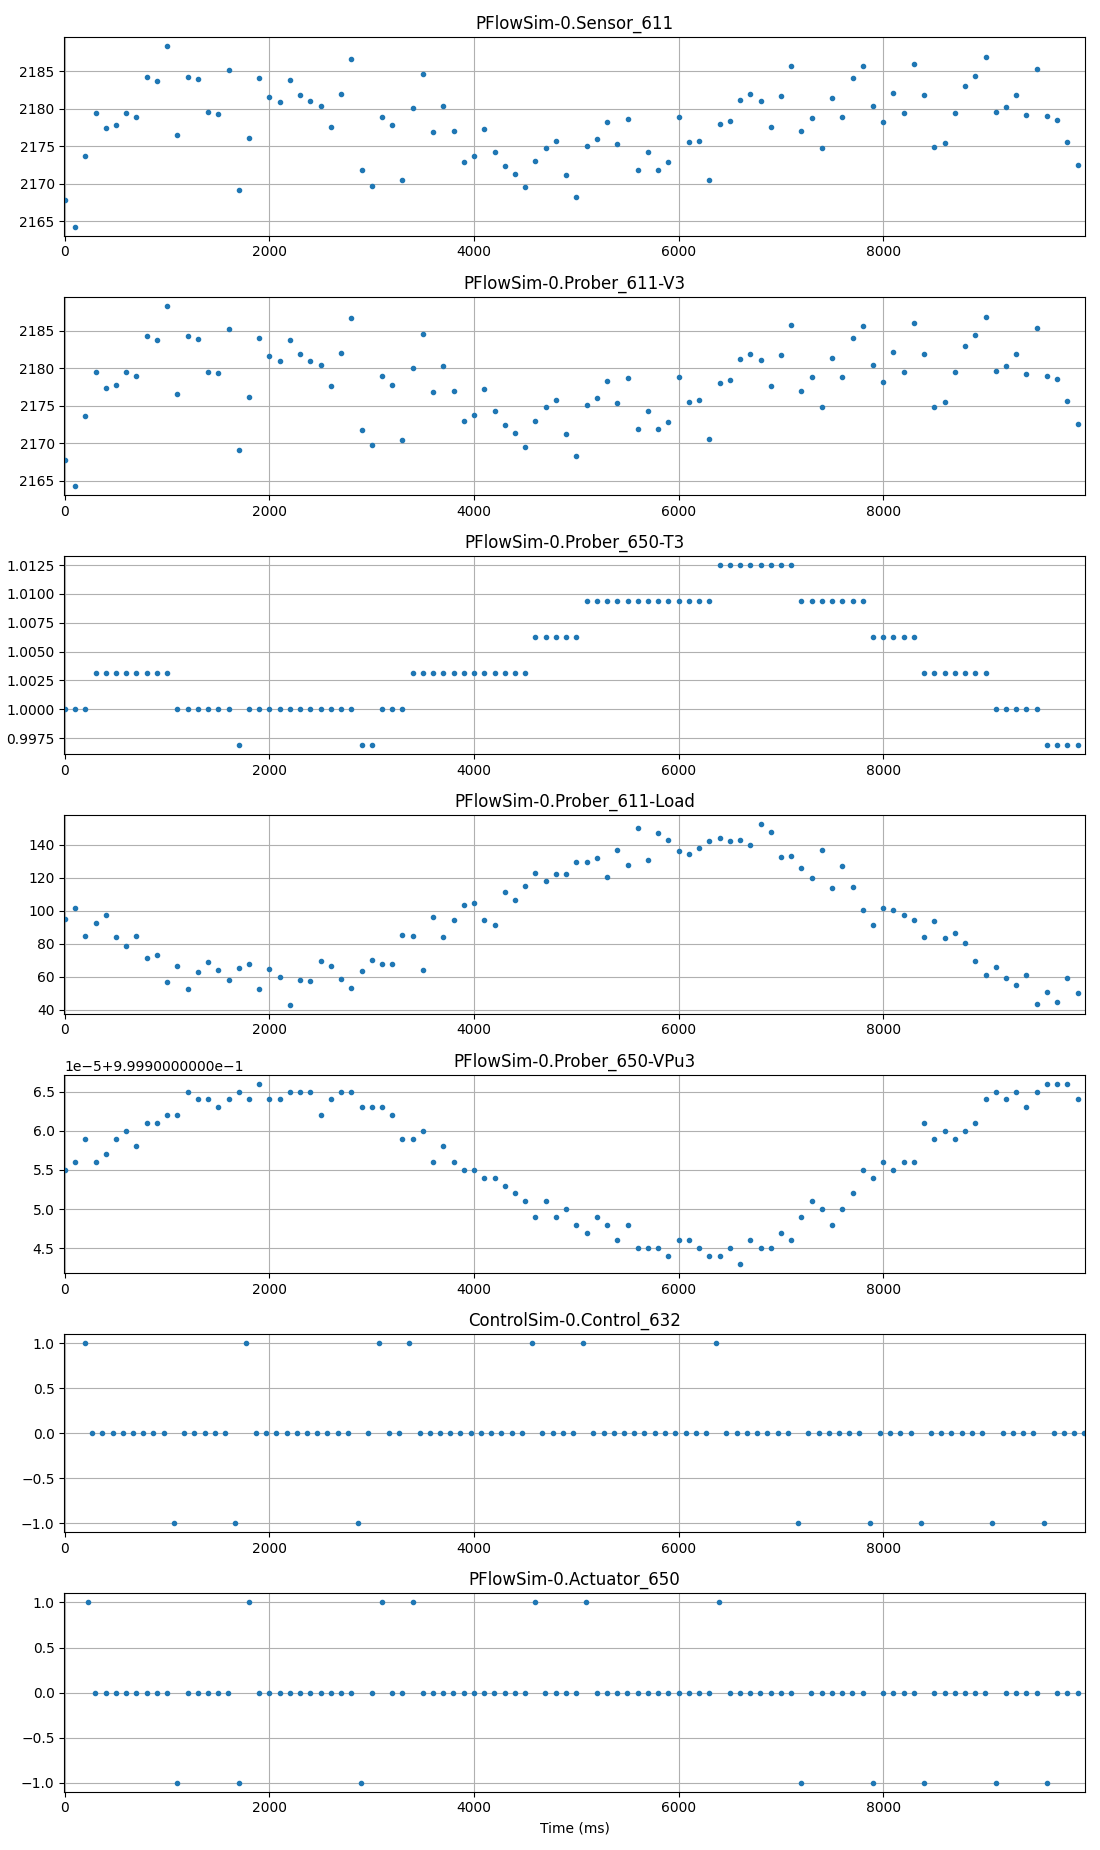 PFlowSim-0.Sensor_611
2185
2180
2175
2170
2165
0 2000 4000 6000 8000
PFlowSim-0.Prober_611-V3
2185
2180
2175
2170
2165
0 2000 4000 6000 8000
PFlowSim-0.Prober_650-T3
1.0125
1.0100
1.0075
1.0050
1.0025
1.0000
0.9975
0 2000 4000 6000 8000
PFlowSim-0.Prober_611-Load
140
120
100
80
60
40
0 2000 4000 6000 8000
PFlowSim-0.Prober_650-VPu3
1e−5+9.9990000000e−1
6.5
6.0
5.5
5.0
4.5
0 2000 4000 6000 8000
ControlSim-0.Control_632
1.0
0.5
0.0
−0.5
−1.0
0 2000 4000 6000 8000
PFlowSim-0.Actuator_650
1.0
0.5
0.0
−0.5
−1.0
0 2000 4000 6000 8000
Time (ms)